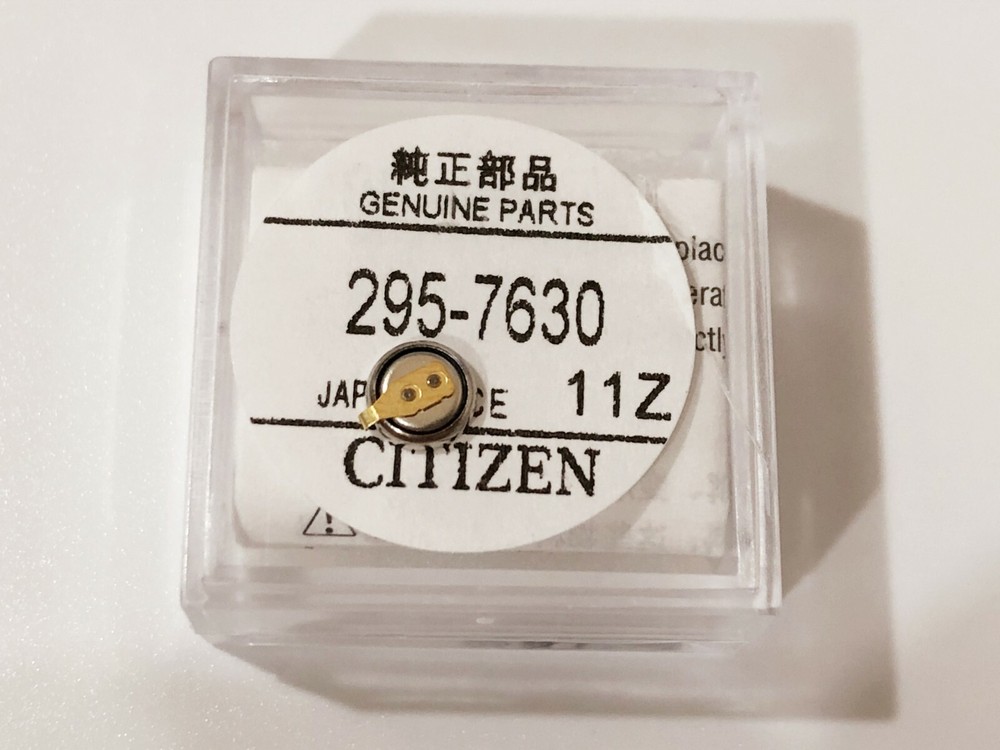 純正部品
GENUINE PARTS
295-7630
11Z
CITIZEN